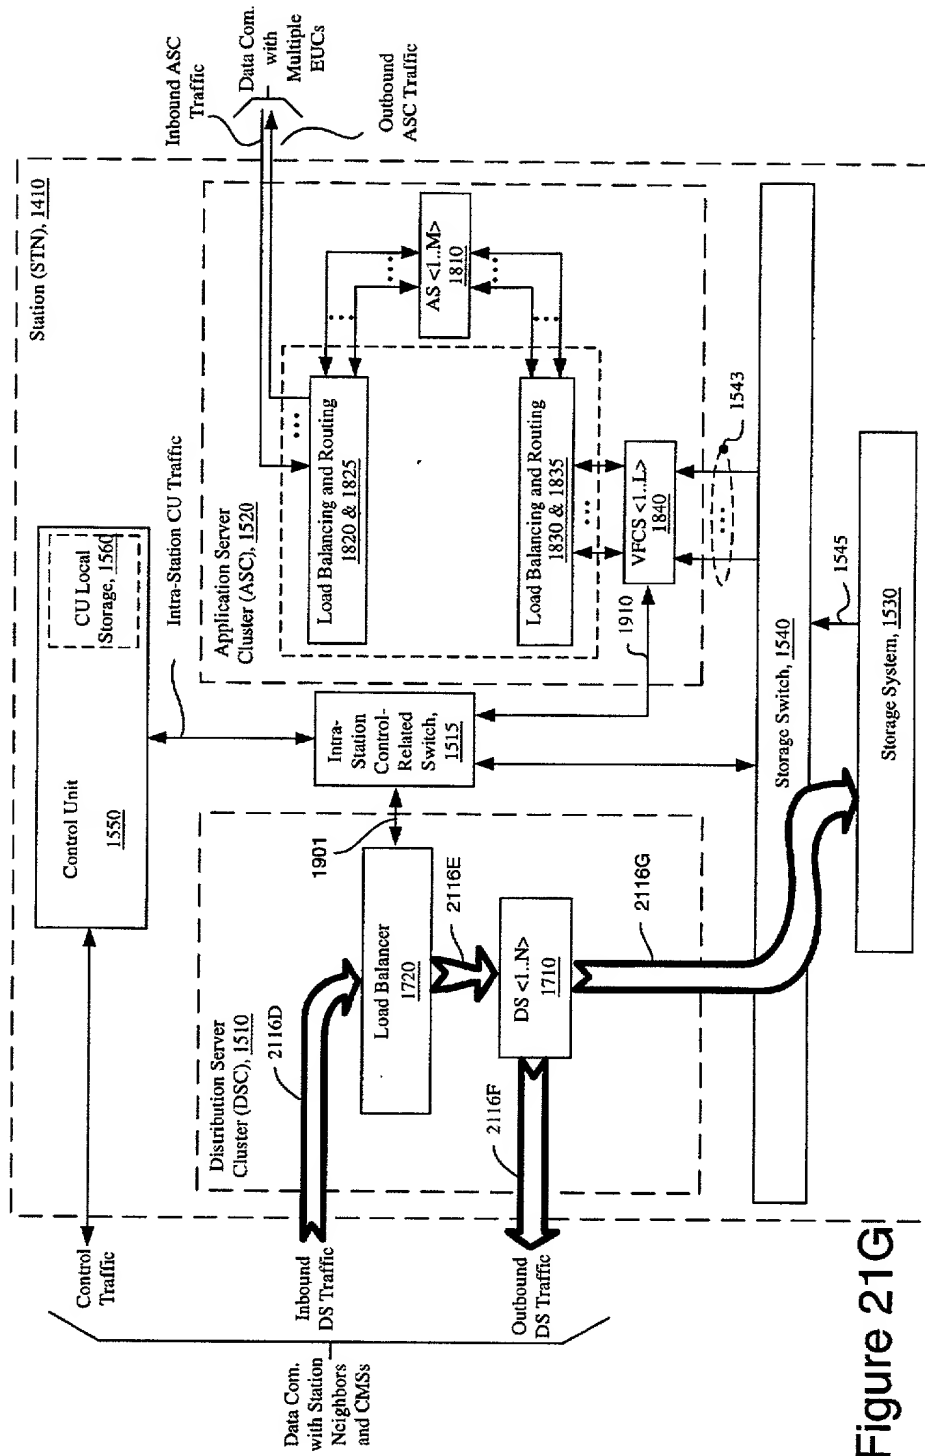 Station (STN), 1410
Control Unit
1550
CU Local
Storage, 1560
Control
Traffic
Intra-Station CU Traffic
Data Com.
with Station
Neighbors
and CMSs
Inbound
DS Traffic
Outbound
DS Traffic
Distribution Server
Cluster (DSC), 1510
2116D
Load Balancer
1720
2116E
DS <1..N>
1710
2116F
2116G
1901
Intra-
Station
Control-
Related
Switch,
1515
1910
Application Server
Cluster (ASC), 1520
Load Balancing and Routing
1820 & 1825
Load Balancing and Routing
1830 & 1835
AS <1..M>
1810
VFCS <1..L>
1840
Inbound ASC
Traffic
Data Com.
with
Multiple
EUCs
Outbound
ASC Traffic
1543
Storage Switch, 1540
1545
Storage System, 1530
Figure 21G